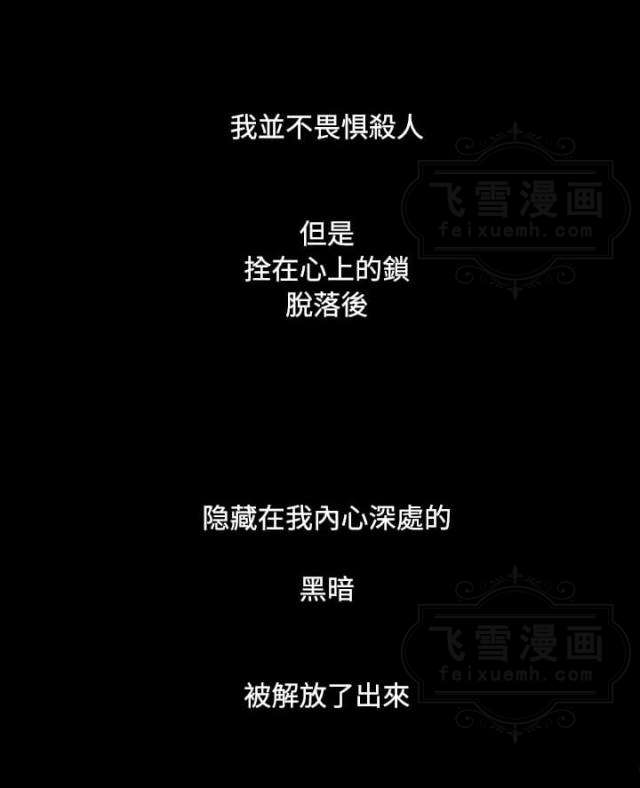 我並不畏懼殺人
飞雪漫画
feixuemh.com
但是
拴在心上的鎖
脫落後
隐藏在我內心深處的
黑暗
飞雪漫画
feixuemh.com
被解放了出來